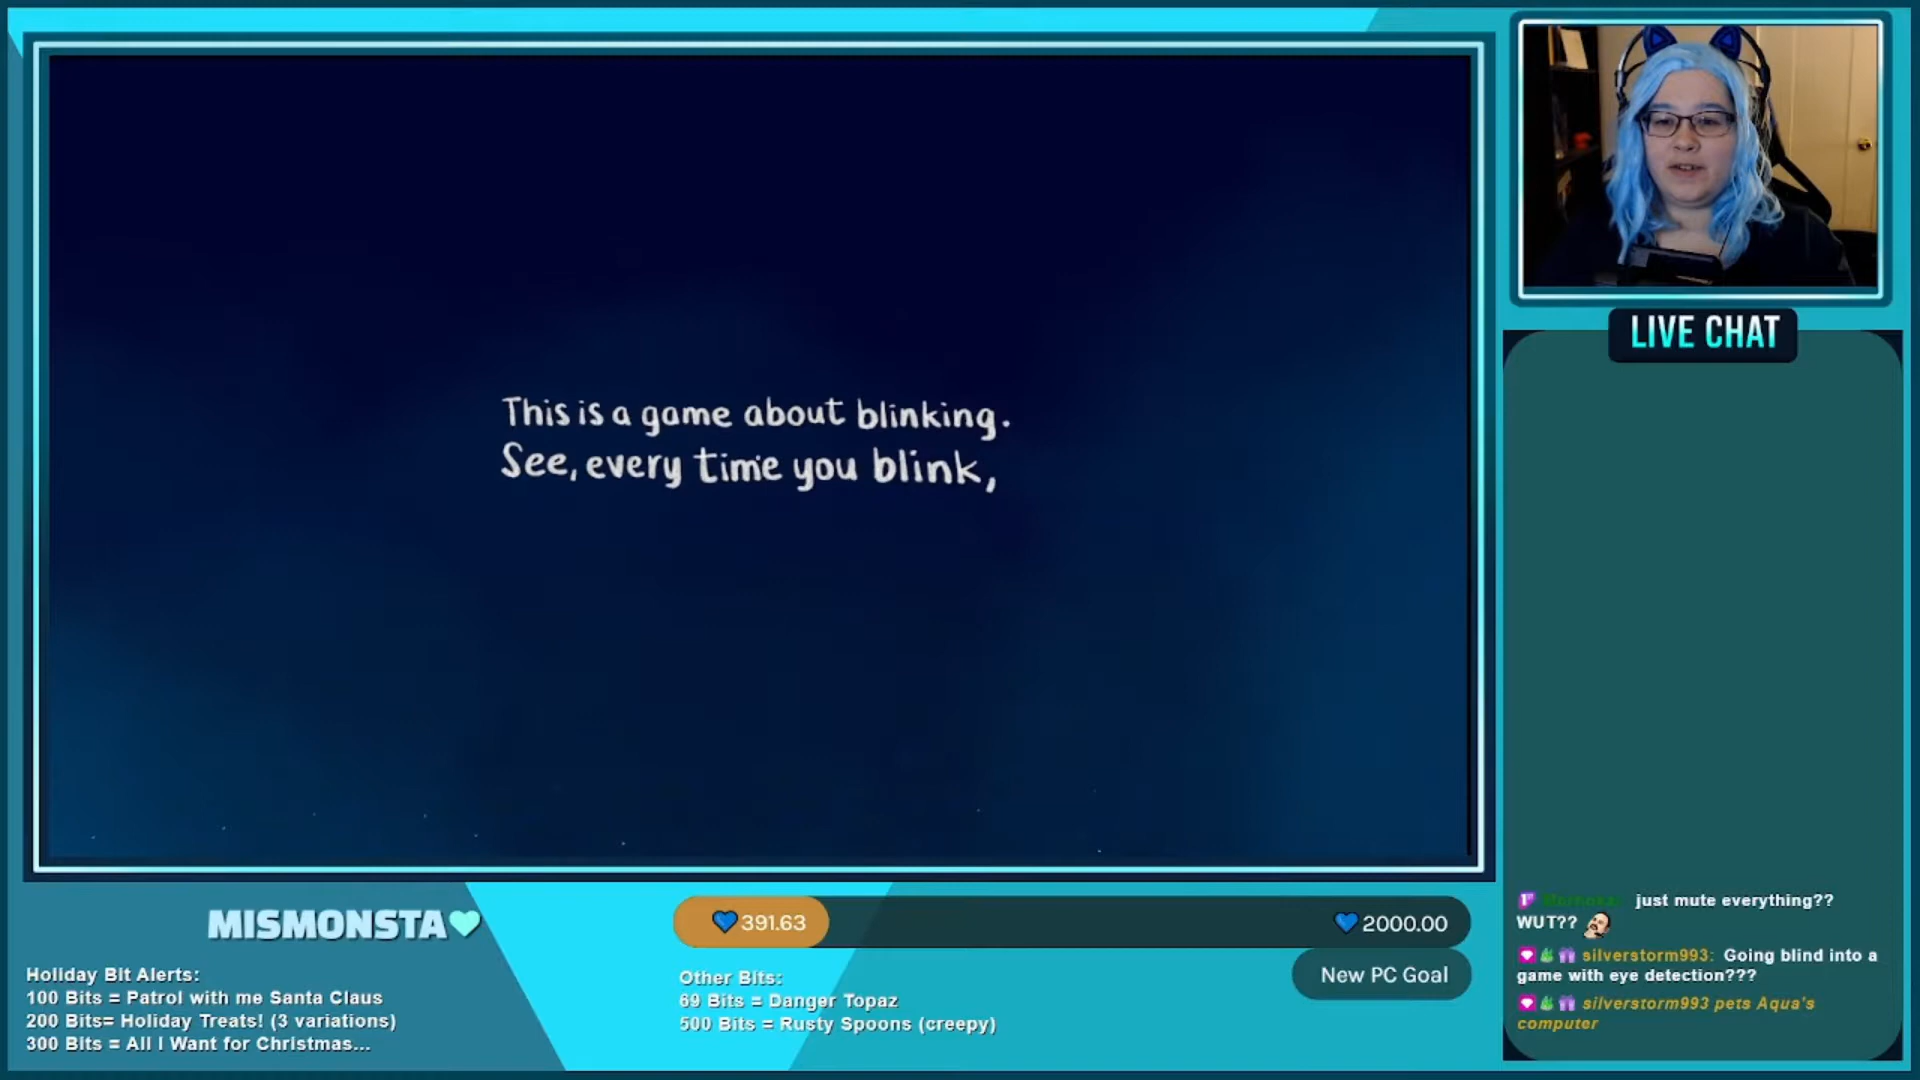 This is a game about blinking.
See, every time you blink,
LIVE CHAT
just mute everything??
WUT??
silverstorm993: Going blind into a
game with eye detection???
silverstorm993 pets Aqua's
computer
MISMONSTA
Holiday Bit Alerts:
100 Bits = Patrol with me Santa Claus
200 Bits= Holiday Treats! (3 variations)
300 Bits = All I Want for Christmas...
391.63
2000.00
New PC Goal
Other Bits:
69 Bits = Danger Topaz
500 Bits = Rusty Spoons (creepy)